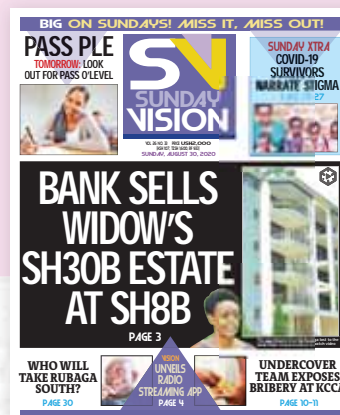 BIG ON SUNDAYS! MISS IT, MISS OUT!
PASS PLE
TOMORROW: LOOK
OUT FOR PASS O'LEVEL
SV
SUNDAY
VISION
SUNDAY, AUGUST 30, 2020
SUNDAY XTRA
COVID-19
SURVIVORS
NARRATE STIGMA
BANK SELLS
WIDOW'S
SH30B ESTATE
AT SH8B
PAGE 3
WHO WILL
TAKE RUBAGA
SOUTH?
PAGE 30
VISION
UNVEILS
RADIO
STREAMING APP
PAGE 4
UNDERCOVER
TEAM EXPOSES
BRIBERY AT KCCA
PAGE 10-11